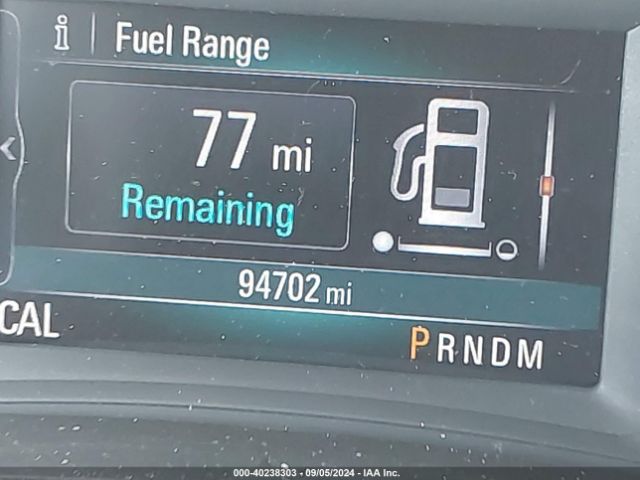 i | Fuel Range
77 mi
Remaining
94702 mi
CAL
PRNDM
000-40238303 - 09/05/2024 - IAA Inc.